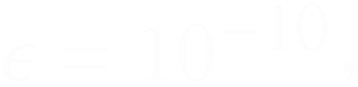 ϵ = 10⁻¹⁰,